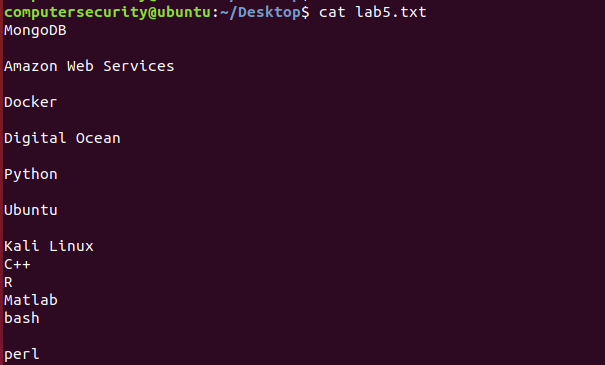 computersecurity@ubuntu:~/Desktop$ cat lab5.txt
MongoDB
Amazon Web Services
Docker
Digital Ocean
Python
Ubuntu
Kali Linux
C++
R
Matlab
bash
perl